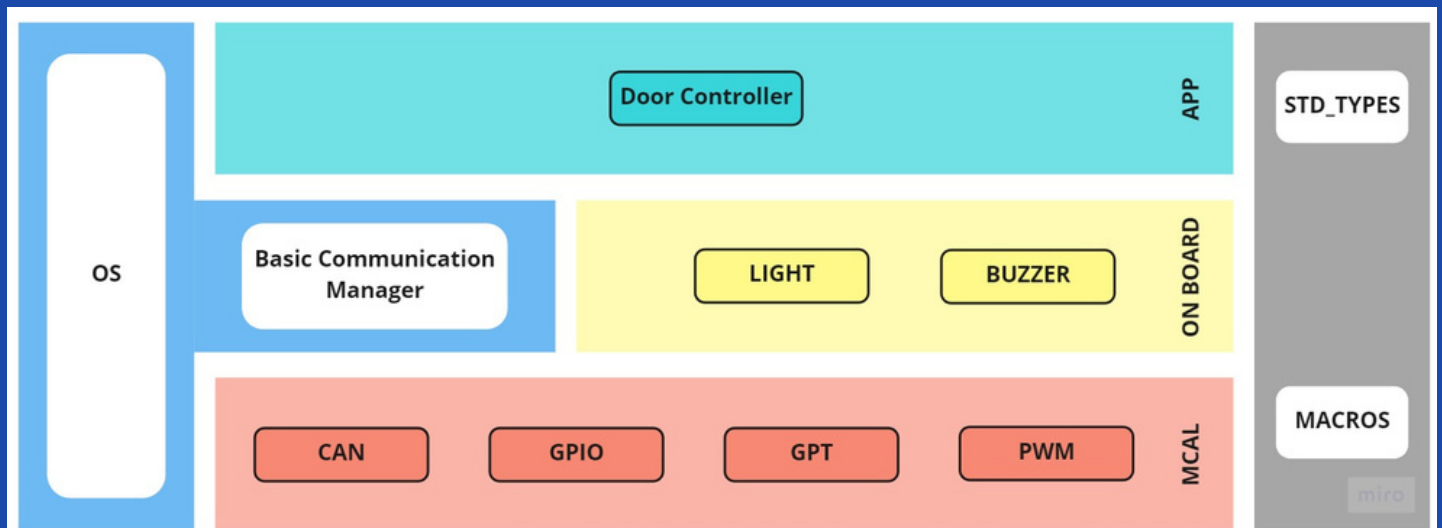 OS
Door Controller
APP
Basic Communication
Manager
LIGHT
BUZZER
ON BOARD
CAN
GPIO
GPT
PWM
MCAL
STD_TYPES
MACROS
miro